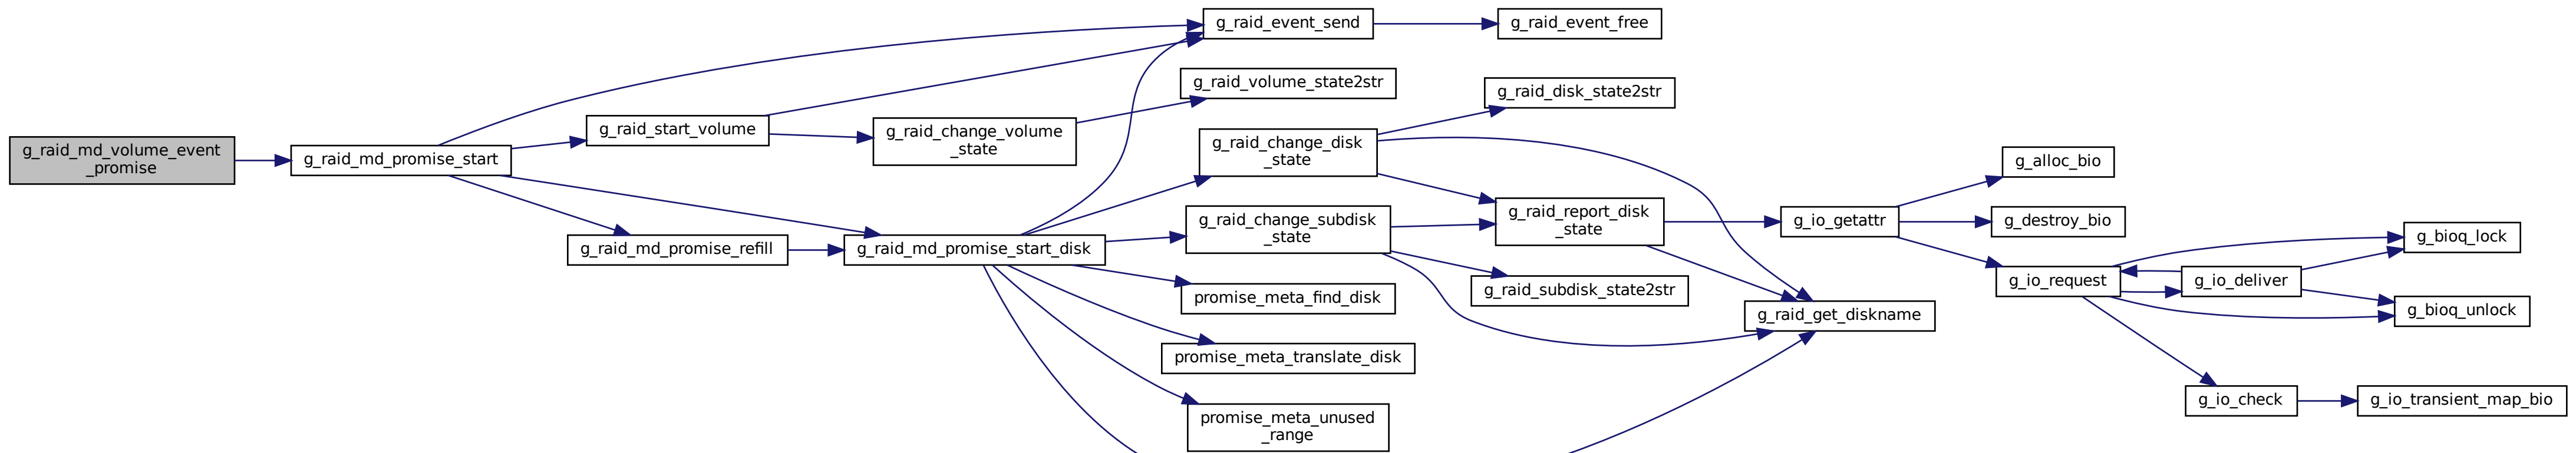 g_raid_md_volume_event
_promise
g_raid_md_promise_start
g_raid_start_volume
g_raid_md_promise_refill
g_raid_change_volume
_state
g_raid_md_promise_start_disk
g_raid_event_send
g_raid_volume_state2str
g_raid_change_disk
_state
g_raid_change_subdisk
_state
promise_meta_find_disk
promise_meta_translate_disk
promise_meta_unused
_range
g_raid_event_free
g_raid_disk_state2str
g_raid_report_disk
_state
g_raid_subdisk_state2str
g_io_getattr
g_raid_get_diskname
g_alloc_bio
g_destroy_bio
g_io_request
g_io_deliver
g_io_check
g_bioq_lock
g_bioq_unlock
g_io_transient_map_bio